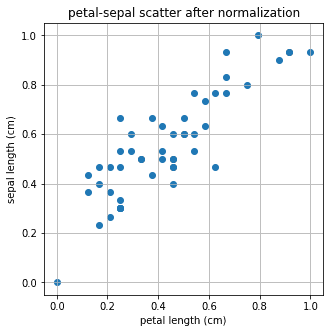 petal-sepal scatter after normalization
sepal length (cm)
1.0
0.8
0.6
0.4
0.2
0.0
0.0 0.2 0.4 0.6 0.8 1.0
petal length (cm)